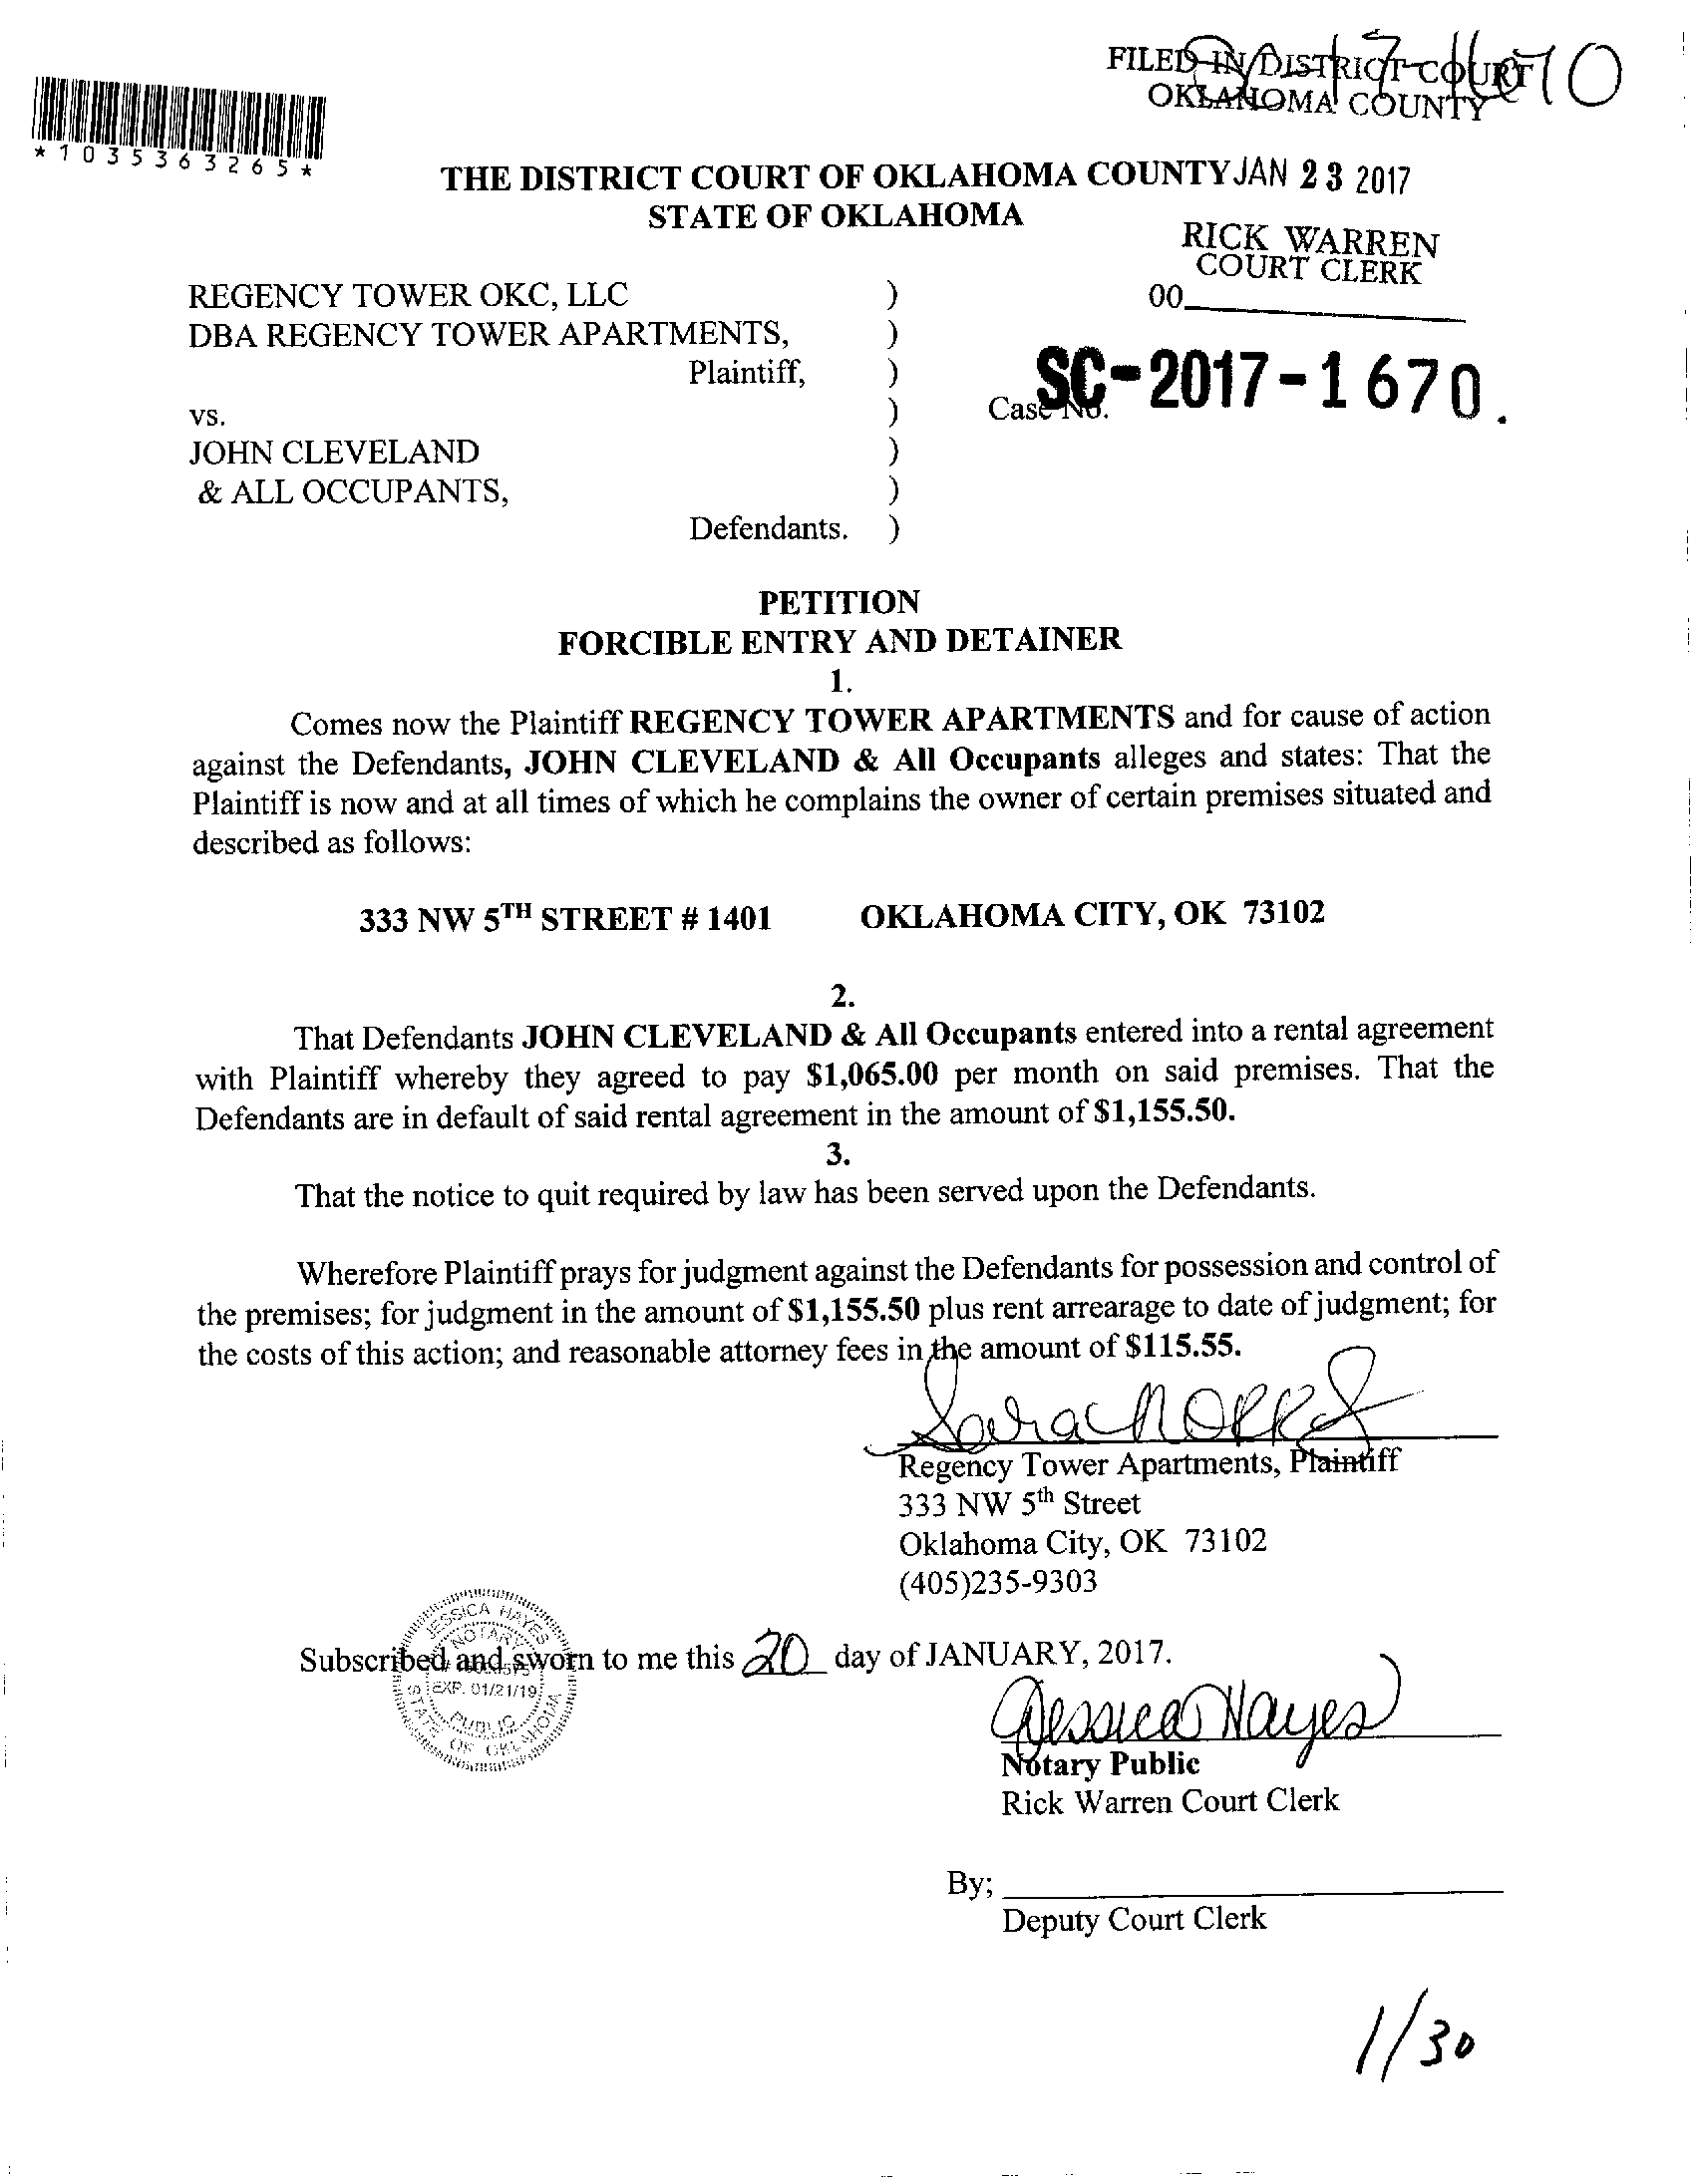 2017-1670
FILED IN DISTRICT COURT
OKLAHOMA COUNTY
*1035363265*
THE DISTRICT COURT OF OKLAHOMA COUNTY JAN 23 2017
STATE OF OKLAHOMA
RICK WARREN
COURT CLERK
00
REGENCY TOWER OKC, LLC )
DBA REGENCY TOWER APARTMENTS, )
Plaintiff, )
SC-2017-1670
vs. ) Case No. .
JOHN CLEVELAND )
& ALL OCCUPANTS, )
Defendants. )
PETITION
FORCIBLE ENTRY AND DETAINER
1.
Comes now the Plaintiff REGENCY TOWER APARTMENTS and for cause of action
against the Defendants, JOHN CLEVELAND & All Occupants alleges and states: That the
Plaintiff is now and at all times of which he complains the owner of certain premises situated and
described as follows:
333 NW 5TH STREET # 1401 OKLAHOMA CITY, OK 73102
2.
That Defendants JOHN CLEVELAND & All Occupants entered into a rental agreement
with Plaintiff whereby they agreed to pay $1,065.00 per month on said premises. That the
Defendants are in default of said rental agreement in the amount of $1,155.50.
3.
That the notice to quit required by law has been served upon the Defendants.
Wherefore Plaintiff prays for judgment against the Defendants for possession and control of
the premises; for judgment in the amount of $1,155.50 plus rent arrearage to date of judgment; for
the costs of this action; and reasonable attorney fees in the amount of $115.55.
Regency Tower Apartments, Plaintiff
333 NW 5th Street
Oklahoma City, OK 73102
(405)235-9303
Subscribed and sworn to me this 20 day of JANUARY, 2017.
JESSICA HAYES
NOTARY
EXP. 01/21/19
PUBLIC
STATE OF OKLAHOMA
Jessica Hayes
Notary Public
Rick Warren Court Clerk
By;
Deputy Court Clerk
1/30